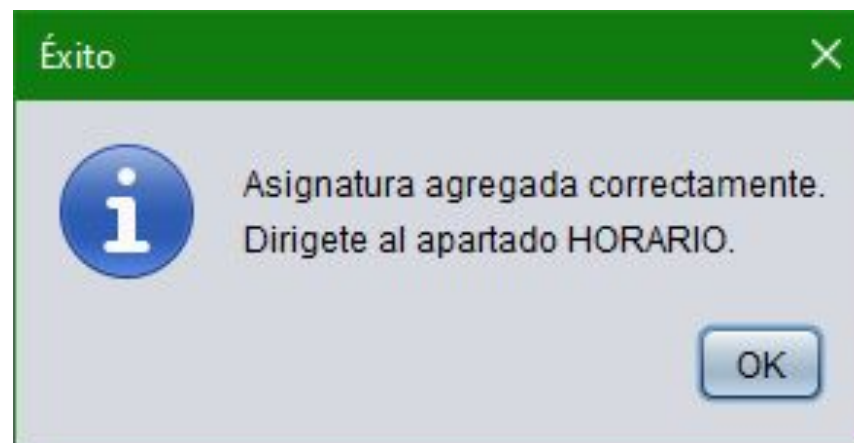 Éxito
Asignatura agregada correctamente.
Dirigete al apartado HORARIO.
OK